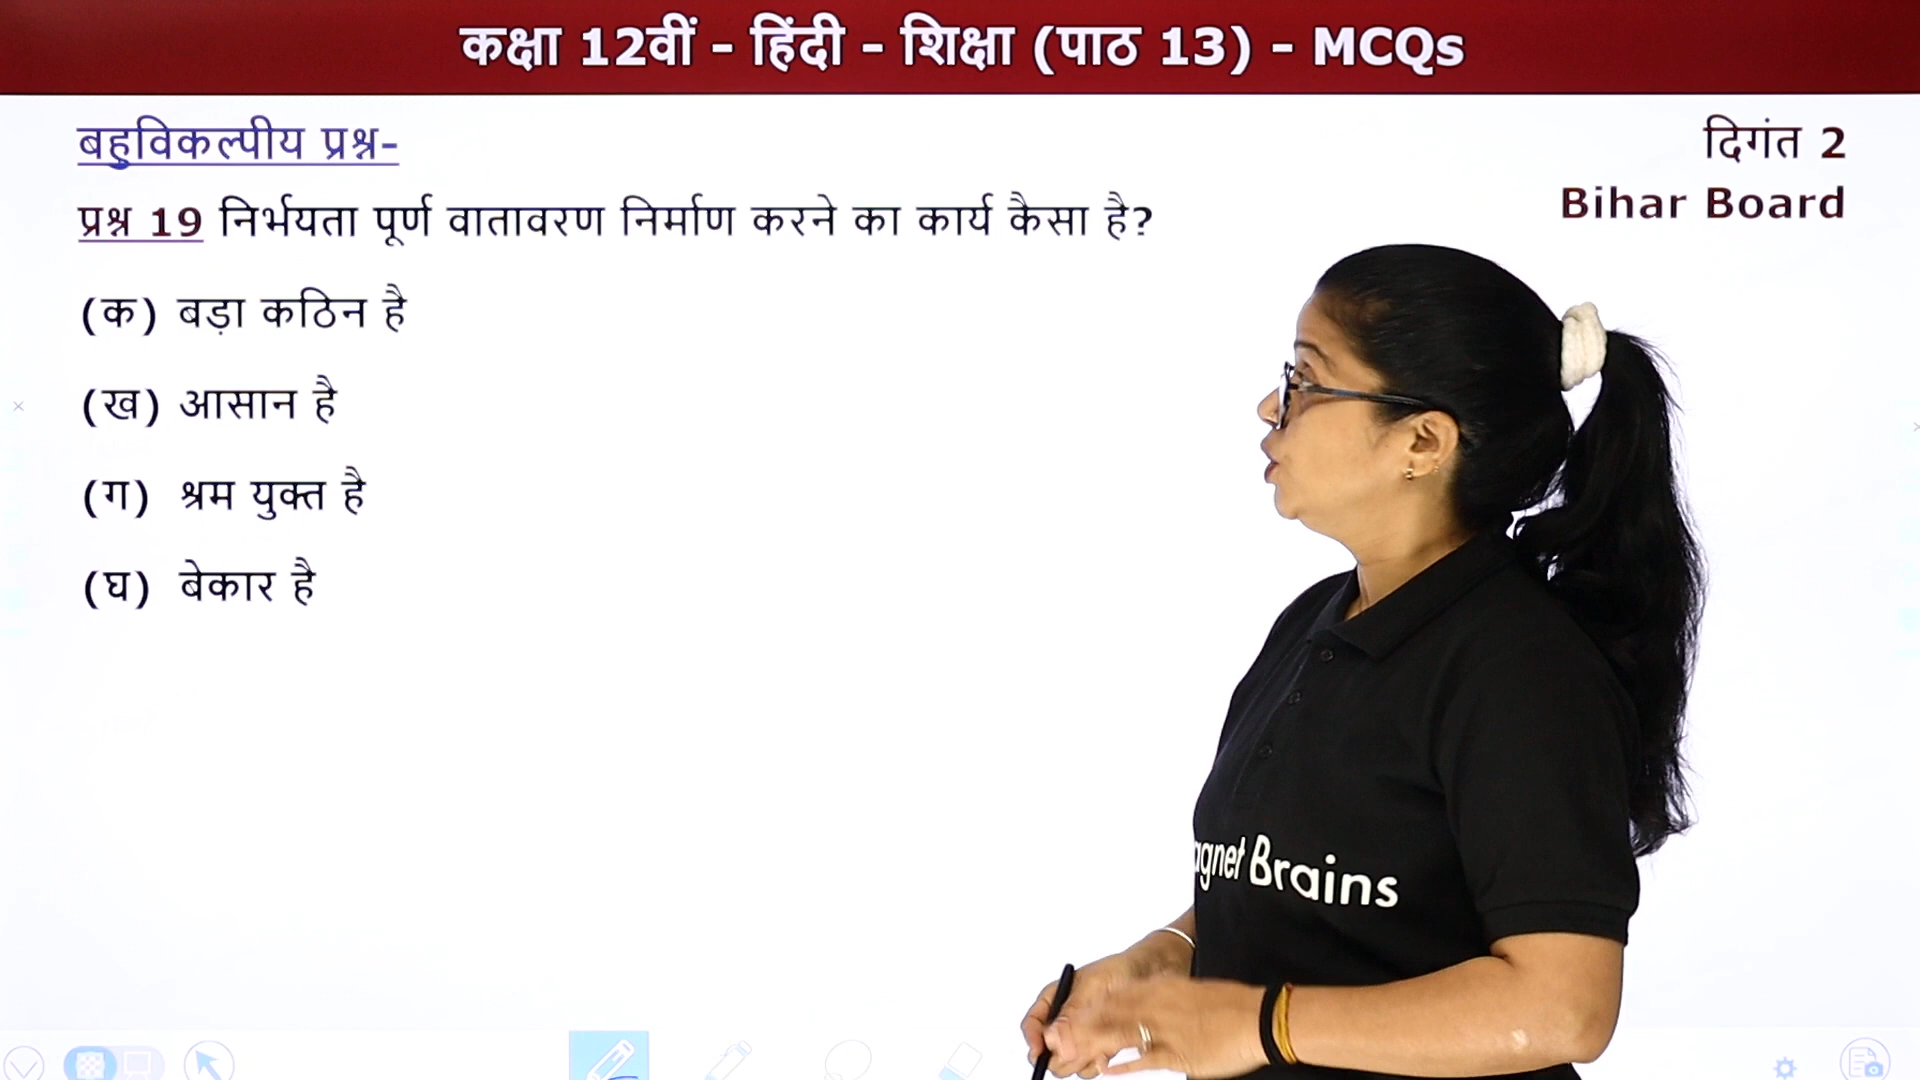 कक्षा 12वीं - हिंदी - शिक्षा (पाठ 13) - MCQs
बहुविकल्पीय प्रश्न-
दिगंत 2
Bihar Board
प्रश्न 19 निर्भयता पूर्ण वातावरण निर्माण करने का कार्य कैसा है?
(क) बड़ा कठिन है
(ख) आसान है
(ग) श्रम युक्त है
(घ) बेकार है
agnet Brains